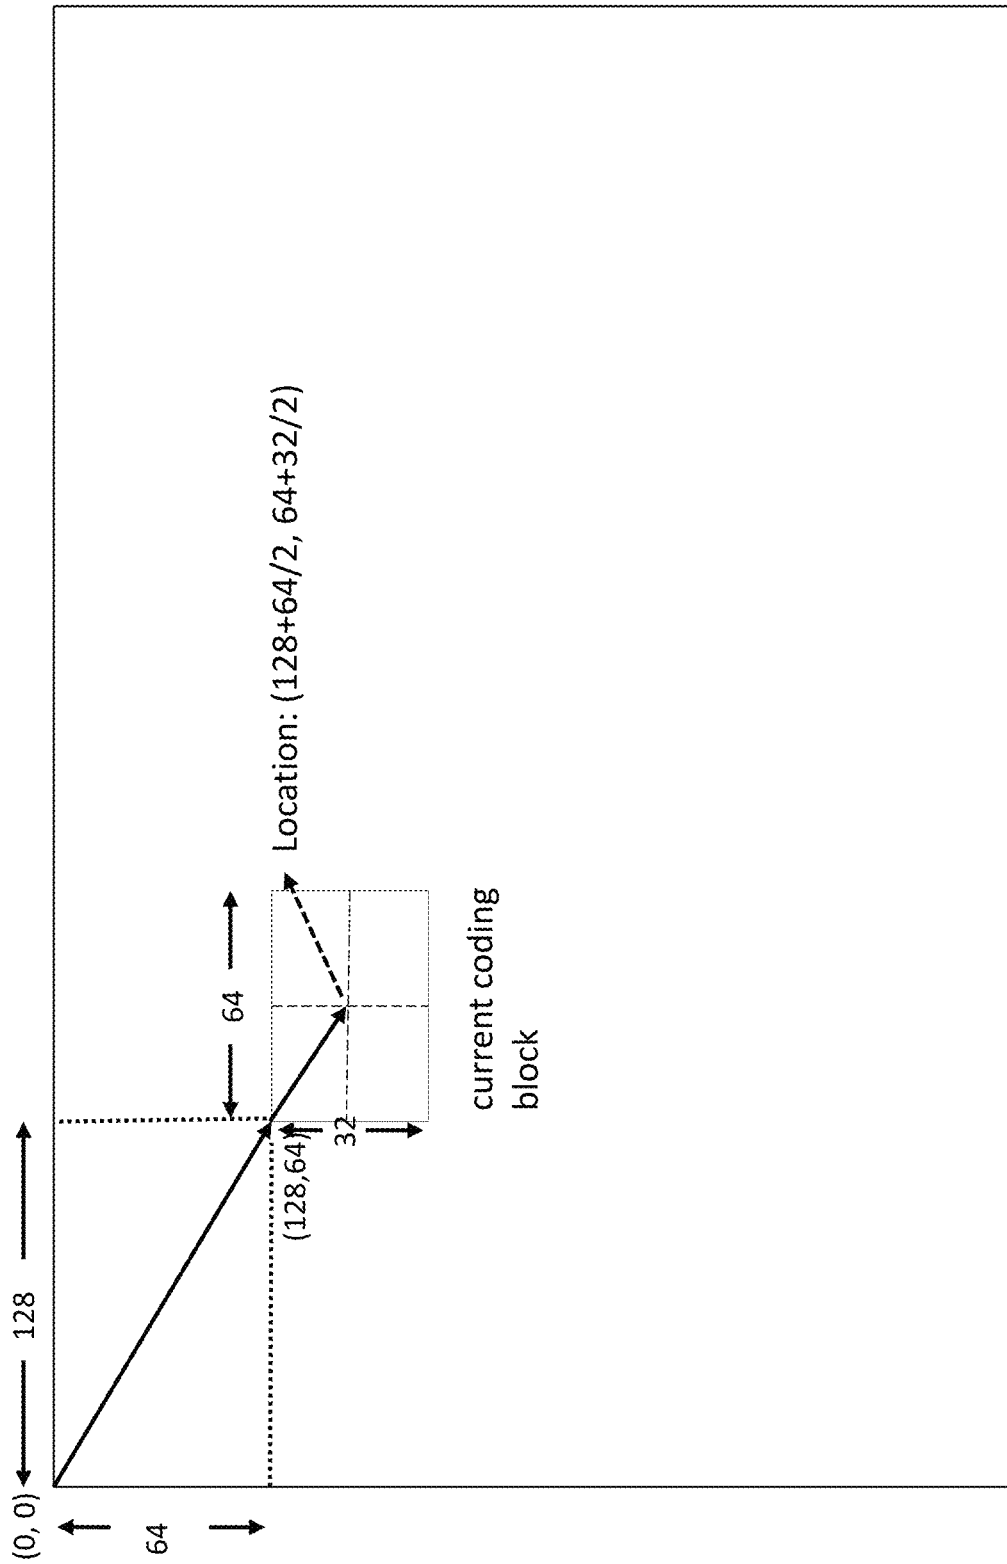 (0, 0)
128
64
64
Location: (128+64/2, 64+32/2)
(128,64)
32
current coding
block